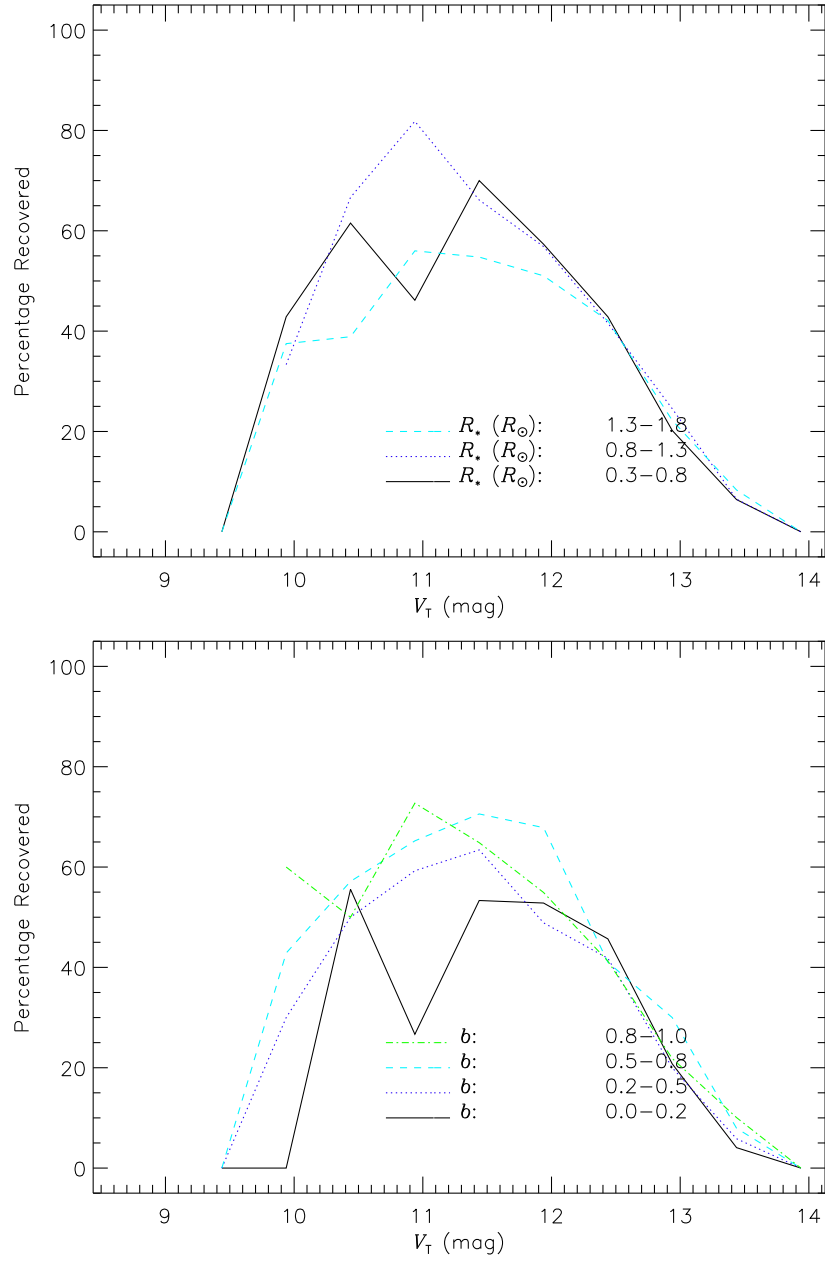 100
80
60
40
20
0
Percentage Recovered
R* (R⊙): 1.3−1.8
R* (R⊙): 0.8−1.3
R* (R⊙): 0.3−0.8
9 10 11 12 13 14
V_T (mag)
100
80
60
40
20
0
Percentage Recovered
b: 0.8−1.0
b: 0.5−0.8
b: 0.2−0.5
b: 0.0−0.2
9 10 11 12 13 14
V_T (mag)